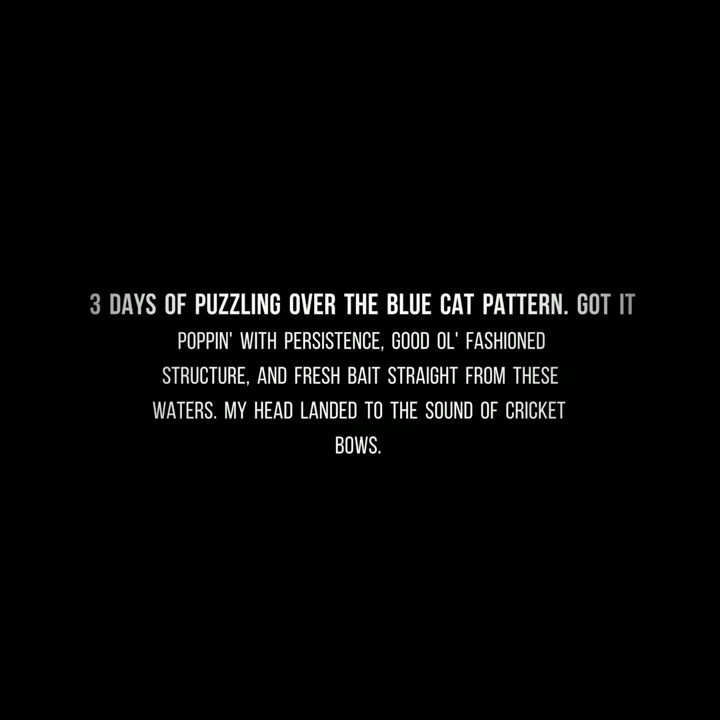 3 DAYS OF PUZZLING OVER THE BLUE CAT PATTERN. GOT IT
POPPIN' WITH PERSISTENCE, GOOD OL' FASHIONED
STRUCTURE, AND FRESH BAIT STRAIGHT FROM THESE
WATERS. MY HEAD LANDED TO THE SOUND OF CRICKET
BOWS.